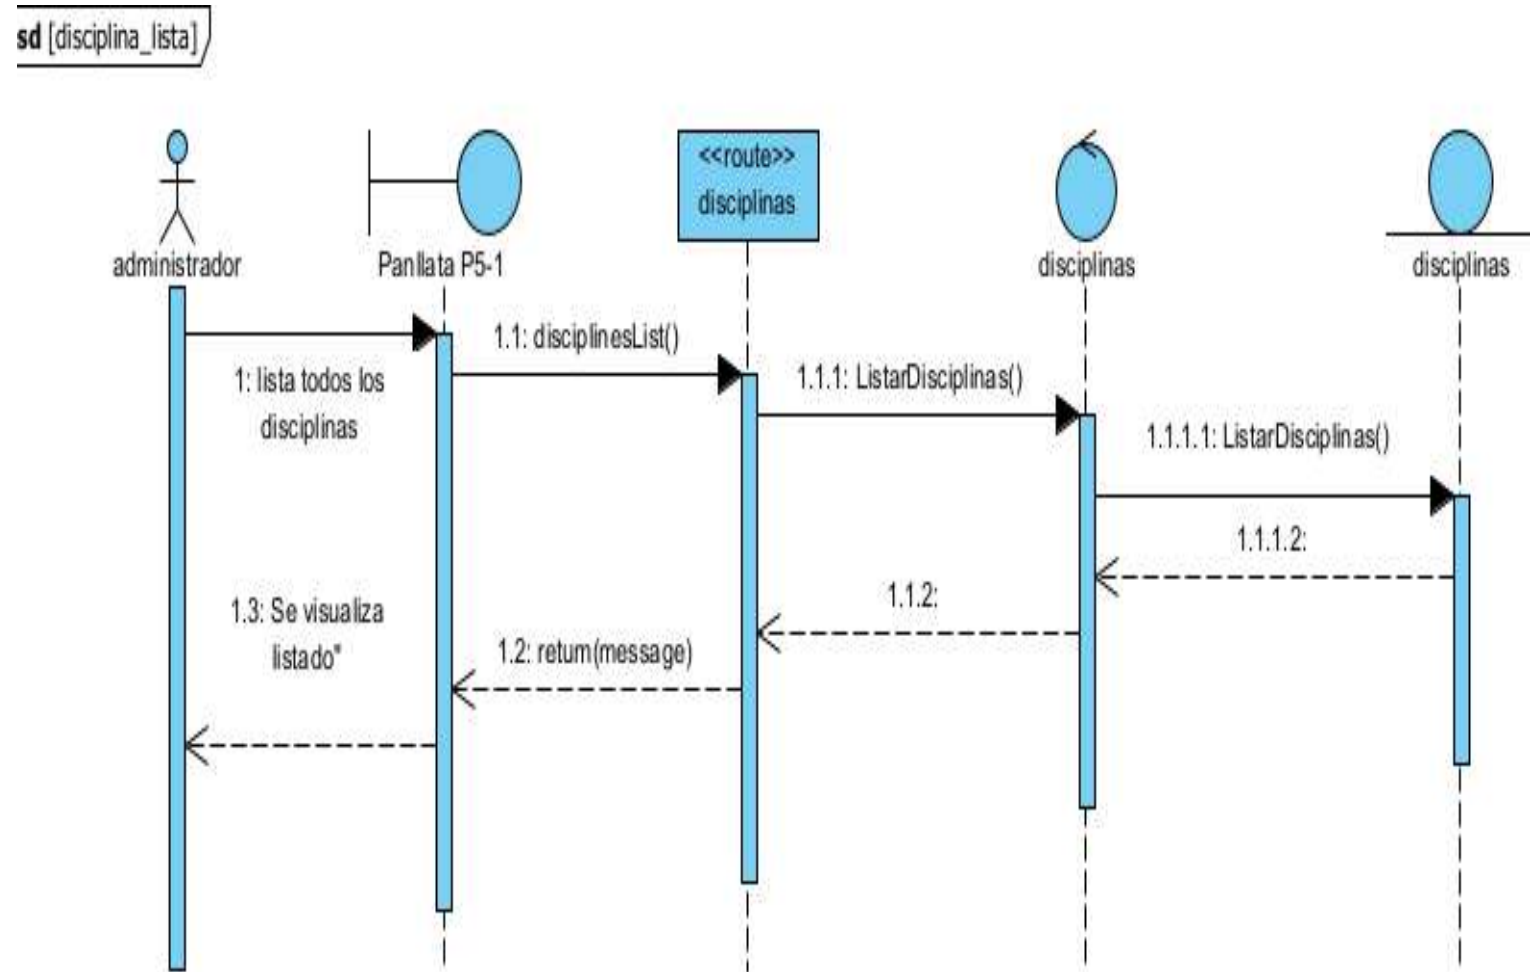 sd [disciplina_lista]
<<route>>
disciplinas
administrador
Panllata P5-1
disciplinas
disciplinas
1: lista todos los
disciplinas
1.1: disciplinesList()
1.1.1: ListarDisciplinas()
1.1.1.1: ListarDisciplinas()
1.1.1.2:
1.1.2:
1.2: return(message)
1.3: Se visualiza
listado"